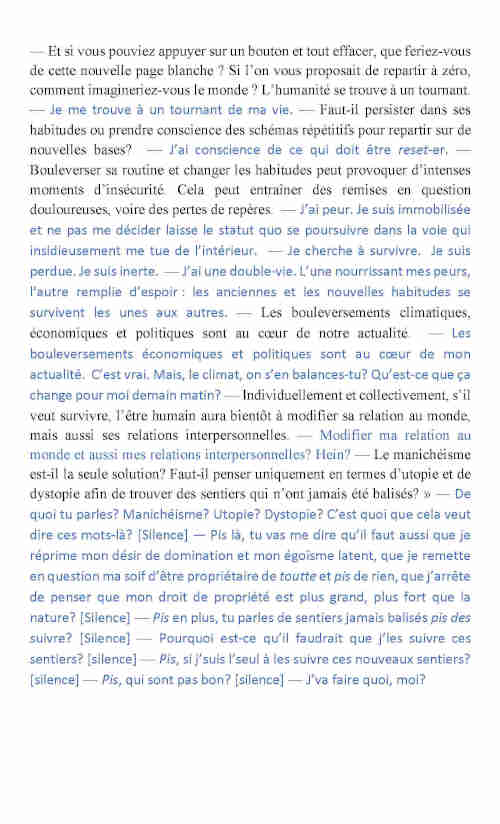 — Et si vous pouviez appuyer sur un bouton et tout effacer, que feriez-vous
de cette nouvelle page blanche ? Si l'on vous proposait de repartir à zéro,
comment imagineriez-vous le monde ? L'humanité se trouve à un tournant.
— Je me trouve à un tournant de ma vie. — Faut-il persister dans ses
habitudes ou prendre conscience des schémas répétitifs pour repartir sur de
nouvelles bases? — J'ai conscience de ce qui doit être reset-er. —
Bouleverser sa routine et changer les habitudes peut provoquer d'intenses
moments d'insécurité. Cela peut entraîner des remises en question
douloureuses, voire des pertes de repères. — J'ai peur. Je suis immobilisée
et ne pas me décider laisse le statut quo se poursuivre dans la voie qui
insidieusement me tue de l'intérieur. — Je cherche à survivre. Je suis
perdue. Je suis inerte. — J'ai une double-vie. L'une nourrissant mes peurs,
l'autre remplie d'espoir : les anciennes et les nouvelles habitudes se
survivent les unes aux autres. — Les bouleversements climatiques,
économiques et politiques sont au cœur de notre actualité. — Les
bouleversements économiques et politiques sont au cœur de mon
actualité. C'est vrai. Mais, le climat, on s'en balances-tu? Qu'est-ce que ça
change pour moi demain matin? — Individuellement et collectivement, s'il
veut survivre, l'être humain aura bientôt à modifier sa relation au monde,
mais aussi ses relations interpersonnelles. — Modifier ma relation au
monde et aussi mes relations interpersonnelles? Hein? — Le manichéisme
est-il la seule solution? Faut-il penser uniquement en termes d'utopie et de
dystopie afin de trouver des sentiers qui n'ont jamais été balisés? » — De
quoi tu parles? Manichéisme? Utopie? Dystopie? C'est quoi que cela veut
dire ces mots-là? [Silence] — Pis là, tu vas me dire qu'il faut aussi que je
réprime mon désir de domination et mon égoïsme latent, que je remette
en question ma soif d'être propriétaire de toutte et pis de rien, que j'arrête
de penser que mon droit de propriété est plus grand, plus fort que la
nature? [Silence] — Pis en plus, tu parles de sentiers jamais balisés pis des
suivre? [Silence] — Pourquoi est-ce qu'il faudrait que j'les suivre ces
sentiers? [silence] — Pis, si j'suis l'seul à les suivre ces nouveaux sentiers?
[silence] — Pis, qui sont pas bon? [silence] — J'va faire quoi, moi?